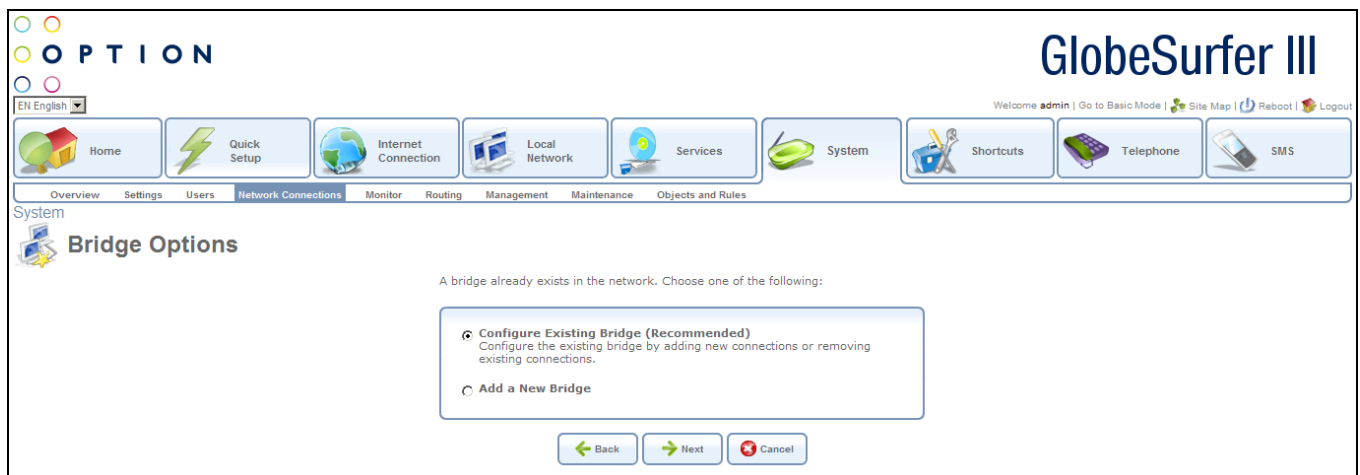 OPTION
GlobeSurfer III
EN English
Welcome admin | Go to Basic Mode | Site Map | Reboot | Logout
Home
Quick Setup
Internet Connection
Local Network
Services
System
Shortcuts
Telephone
SMS
Overview Settings Users Network Connections Monitor Routing Management Maintenance Objects and Rules
System
Bridge Options
A bridge already exists in the network. Choose one of the following:
Configure Existing Bridge (Recommended)
Configure the existing bridge by adding new connections or removing
existing connections.
Add a New Bridge
Back Next Cancel